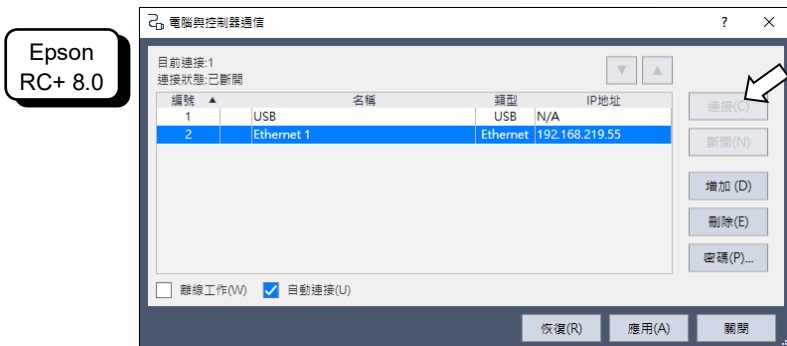 電腦與控制器通信
?
Epson
RC+ 8.0
目前連接:1
連接狀態:已斷開
編號 名稱 類型 IP地址
1 USB USB N/A
2 Ethernet 1 Ethernet 192.168.219.55
連接(C)
斷開(N)
增加 (D)
刪除(E)
密碼(P)...
離線工作(W) 自動連接(U)
恢復(R) 應用(A) 關閉